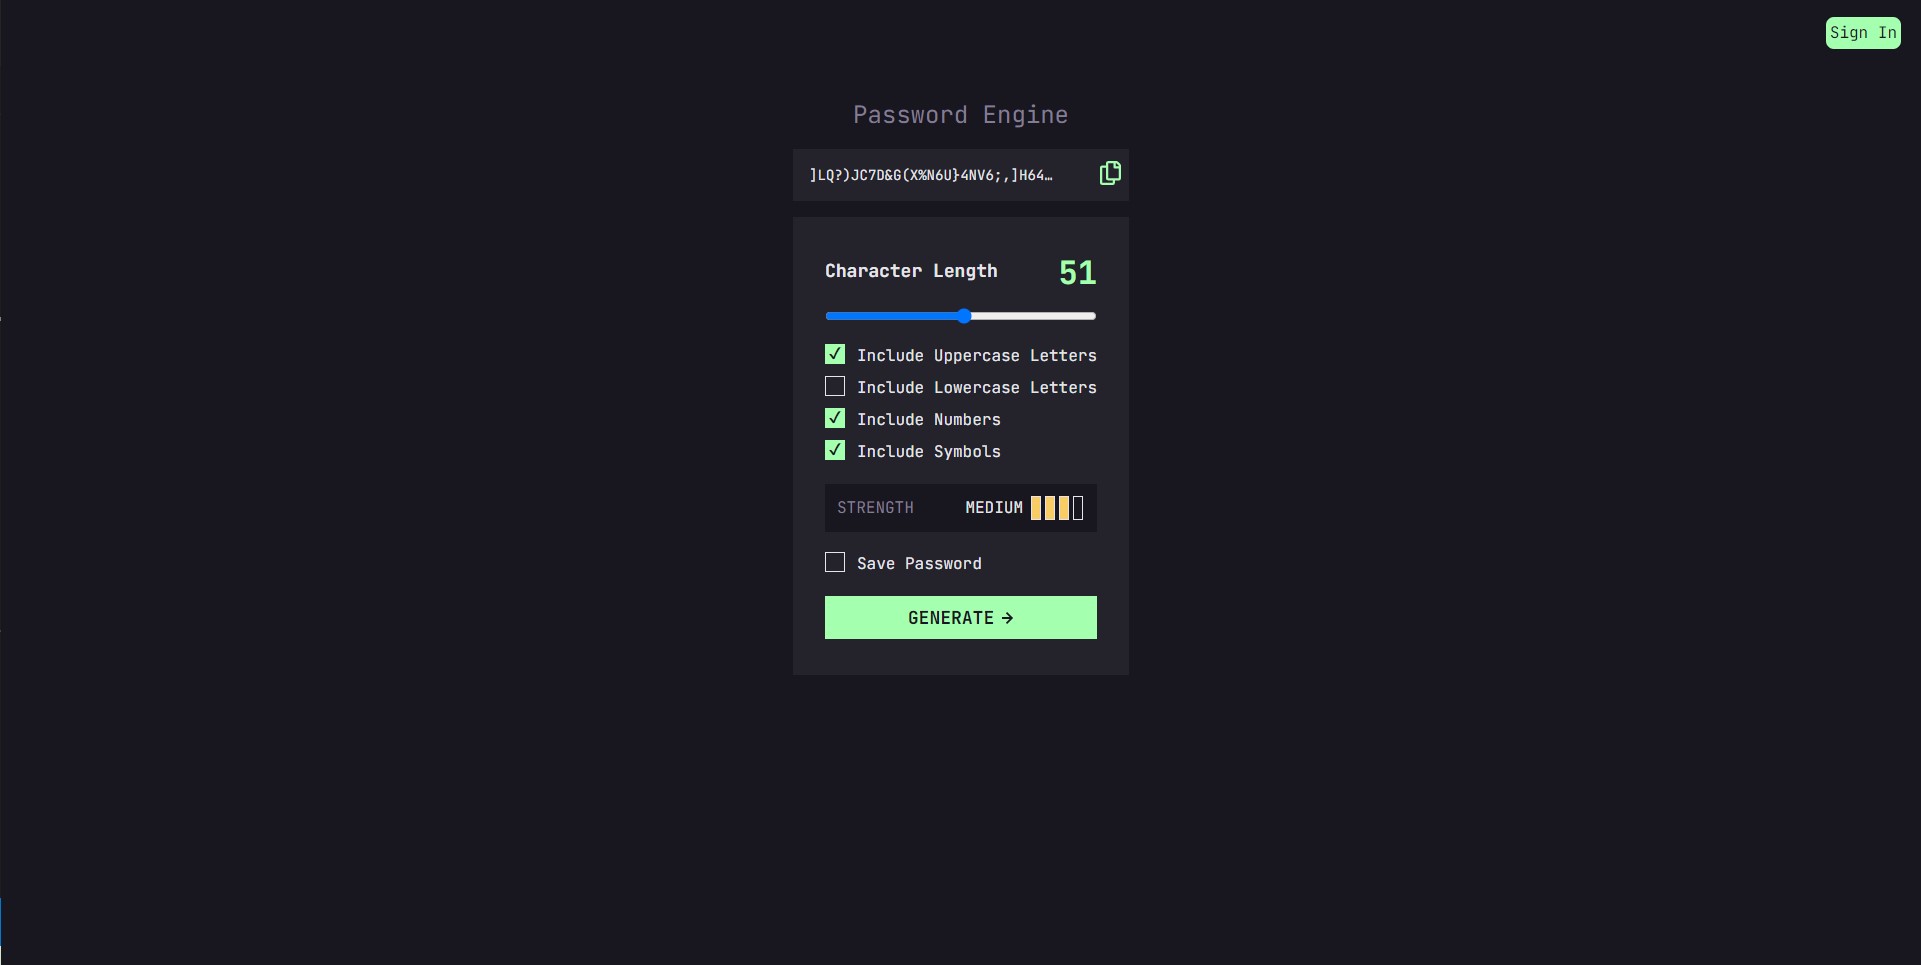 Sign In
Password Engine
]LQ?)JC7D&G(X%N6U}4NV6;,]H64…
Character Length 51
Include Uppercase Letters
Include Lowercase Letters
Include Numbers
Include Symbols
STRENGTH MEDIUM
Save Password
GENERATE →